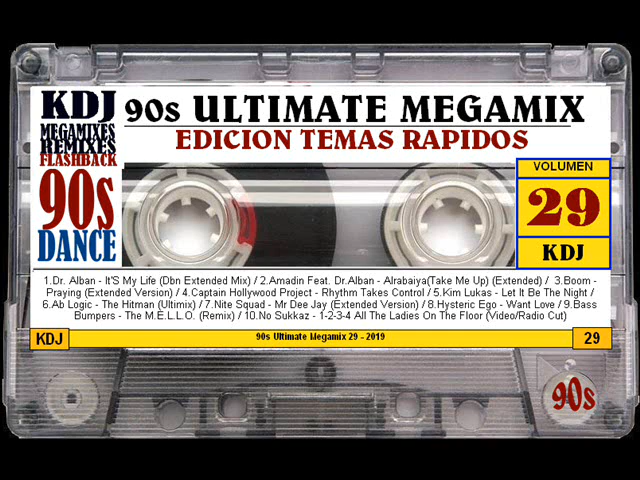 KDJ
MEGAMIXES
REMIXES
FLASHBACK
90s
DANCE
90s ULTIMATE MEGAMIX
EDICION TEMAS RAPIDOS
VOLUMEN
29
KDJ
1.Dr. Alban - It'S My Life (Dbn Extended Mix) / 2.Amadin Feat. Dr.Alban - Alrabaiya(Take Me Up) (Extended) / 3.Boom -
Praying (Extended Version) / 4.Captain Hollywood Project - Rhythm Takes Control / 5.Kim Lukas - Let It Be The Night /
6.Ab Logic - The Hitman (Ultimix) / 7.Nite Squad - Mr Dee Jay (Extended Version) / 8.Hysteric Ego - Want Love / 9.Bass
Bumpers - The M.E.L.L.O. (Remix) / 10.No Sukkaz - 1-2-3-4 All The Ladies On The Floor (Video/Radio Cut)
KDJ
90s Ultimate Megamix 29 - 2019
29
90s